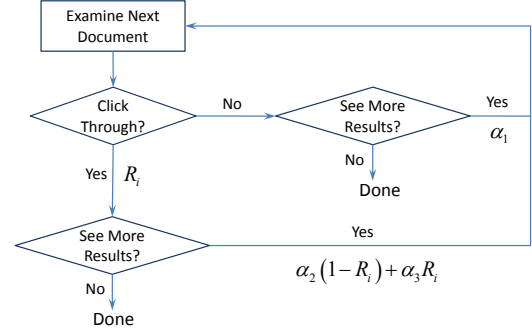 Examine Next
Document
Click
Through?
No
See More
Results?
Yes
α₁
No
Done
Yes
Rᵢ
See More
Results?
Yes
α₂(1−Rᵢ)+α₃Rᵢ
No
Done